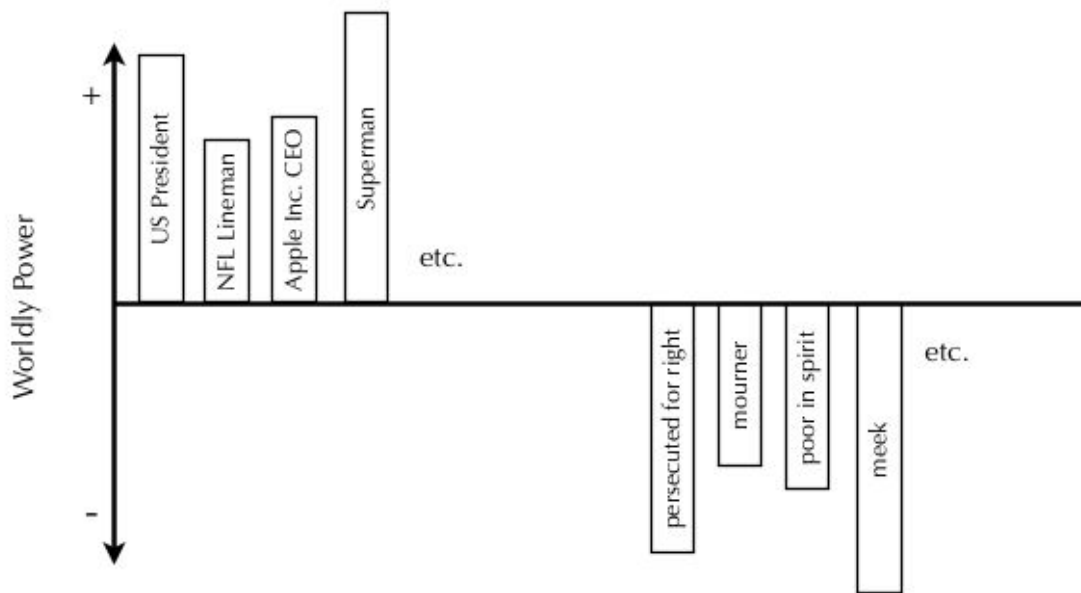 +
Worldly Power
-
US President
NFL Lineman
Apple Inc. CEO
Superman
etc.
persecuted for right
mourner
poor in spirit
meek
etc.